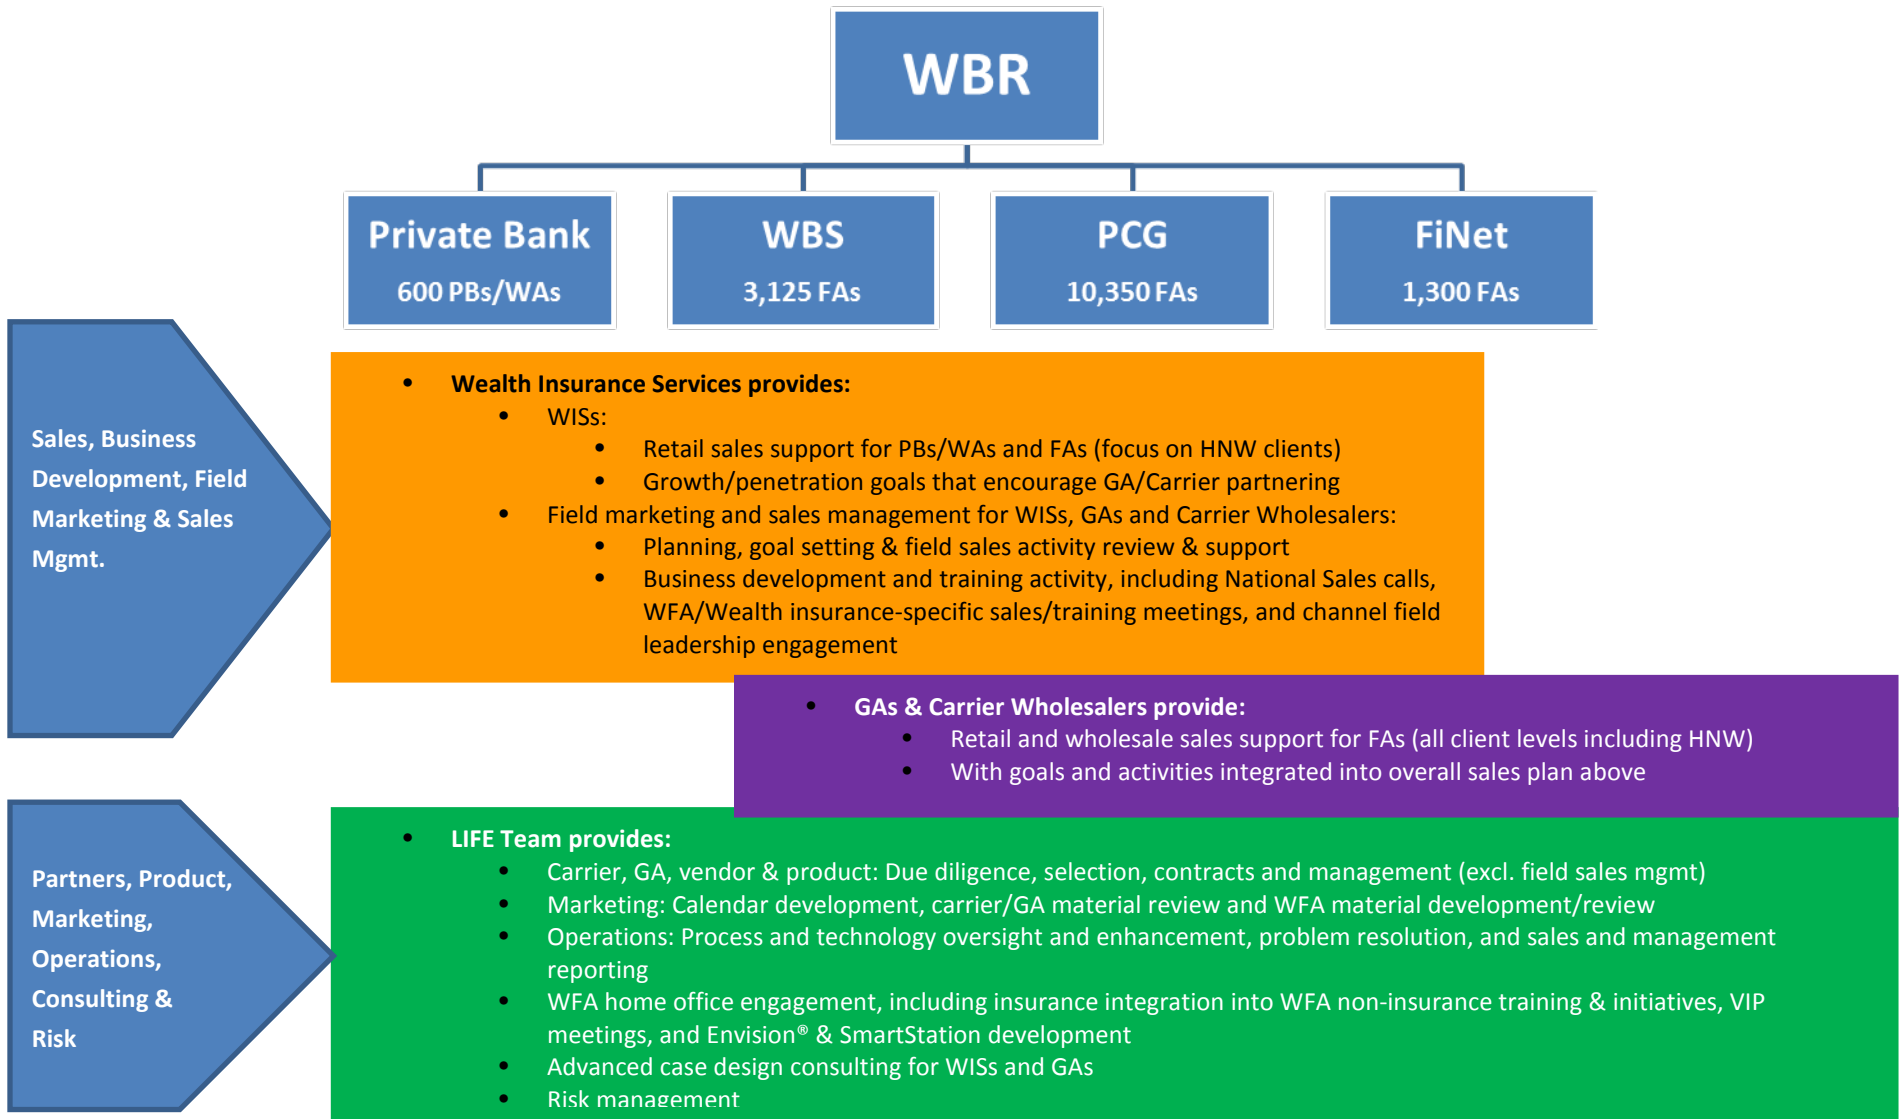 WBR
Private Bank
600 PBs/WAs
WBS
3,125 FAs
PCG
10,350 FAs
FiNet
1,300 FAs
Sales, Business
Development, Field
Marketing & Sales
Mgmt.
• Wealth Insurance Services provides:
• WISs:
• Retail sales support for PBs/WAs and FAs (focus on HNW clients)
• Growth/penetration goals that encourage GA/Carrier partnering
• Field marketing and sales management for WISs, GAs and Carrier Wholesalers:
• Planning, goal setting & field sales activity review & support
• Business development and training activity, including National Sales calls,
WFA/Wealth insurance-specific sales/training meetings, and channel field
leadership engagement
• GAs & Carrier Wholesalers provide:
• Retail and wholesale sales support for FAs (all client levels including HNW)
• With goals and activities integrated into overall sales plan above
Partners, Product,
Marketing,
Operations,
Consulting &
Risk
• LIFE Team provides:
• Carrier, GA, vendor & product: Due diligence, selection, contracts and management (excl. field sales mgmt)
• Marketing: Calendar development, carrier/GA material review and WFA material development/review
• Operations: Process and technology oversight and enhancement, problem resolution, and sales and management
reporting
• WFA home office engagement, including insurance integration into WFA non-insurance training & initiatives, VIP
meetings, and Envision® & SmartStation development
• Advanced case design consulting for WISs and GAs
• Risk management